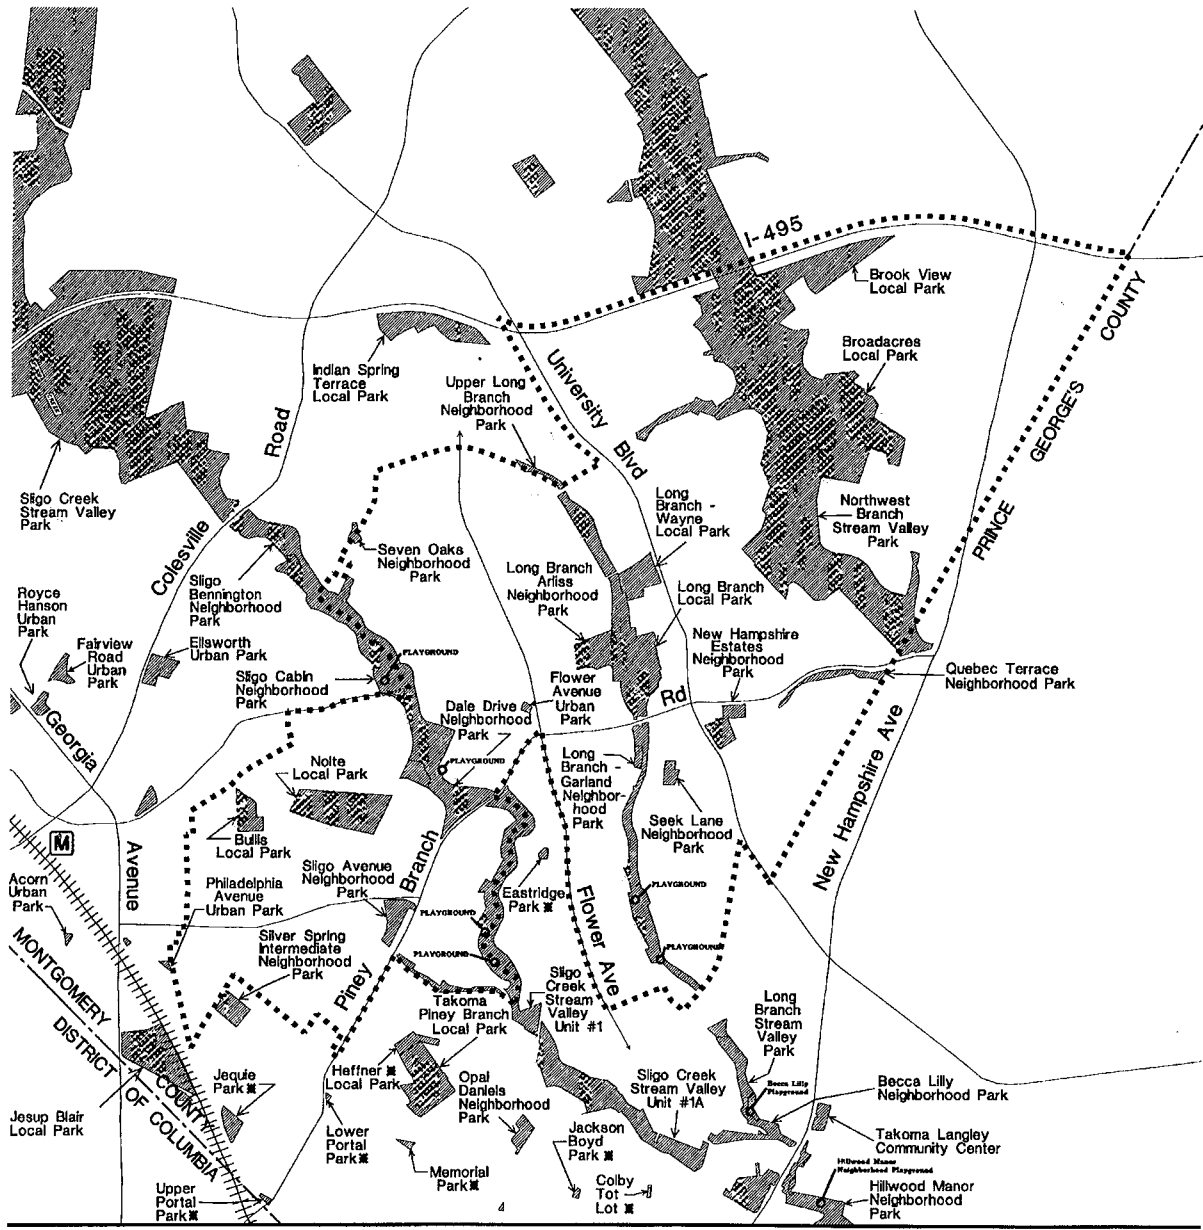 I-495
Brook View
Local Park
COUNTY
Broadacres
Local Park
Indian Spring
Terrace
Local Park
University
Blvd
Upper Long
Branch
Neighborhood
Park
GEORGE'S
Road
Sligo Creek
Stream Valley
Park
Long
Branch -
Wayne
Local Park
Northwest
Branch
Stream Valley
Park
PRINCE
Colesville
Seven Oaks
Neighborhood
Park
Sligo
Bennington
Neighborhood
Park
Long Branch
Arliss
Neighborhood
Park
Long Branch
Local Park
Royce
Hanson
Urban
Park
Fairview
Road
Urban
Park
Ellsworth
Urban Park
PLAYGROUND
Sligo Cabin
Neighborhood
Park
New Hampshire
Estates
Neighborhood
Park
Quebec Terrace
Neighborhood Park
Flower
Avenue
Urban
Park
Rd
Dale Drive
Neighborhood
Park
Georgia
PLAYGROUND
Nolte
Local Park
Long
Branch -
Garland
Neighbor-
hood
Park
New Hampshire Ave
Seek Lane
Neighborhood
Park
Bullis
Local Park
M
Avenue
Branch
Sligo Avenue
Neighborhood
Park
Acorn
Urban
Park
Philadelphia
Avenue
Urban Park
Eastridge
Park ※
PLAYGROUND
PLAYGROUND
Flower Ave
Silver Spring
Intermediate
Neighborhood
Park
PLAYGROUND
PLAYGROUND
MONTGOMERY
COUNTY
DISTRICT
OF COLUMBIA
Piney
Sligo
Creek
Stream
Valley
Unit #1
Takoma
Piney Branch
Local Park
Long
Branch
Stream
Valley
Park
Jequie
Park ※
Heffner ※
Local Park
Opal
Daniels
Neighborhood
Park
Sligo Creek
Stream Valley
Unit #1A
Becca Lilly
Playground
Becca Lilly
Neighborhood Park
Jesup Blair
Local Park
Lower
Portal
Park ※
Jackson
Boyd
Park ※
Takoma Langley
Community Center
Memorial
Park ※
Colby
Tot
Lot ※
Hillwood Manor
Neighborhood Playground
Upper
Portal
Park ※
Hillwood Manor
Neighborhood
Park